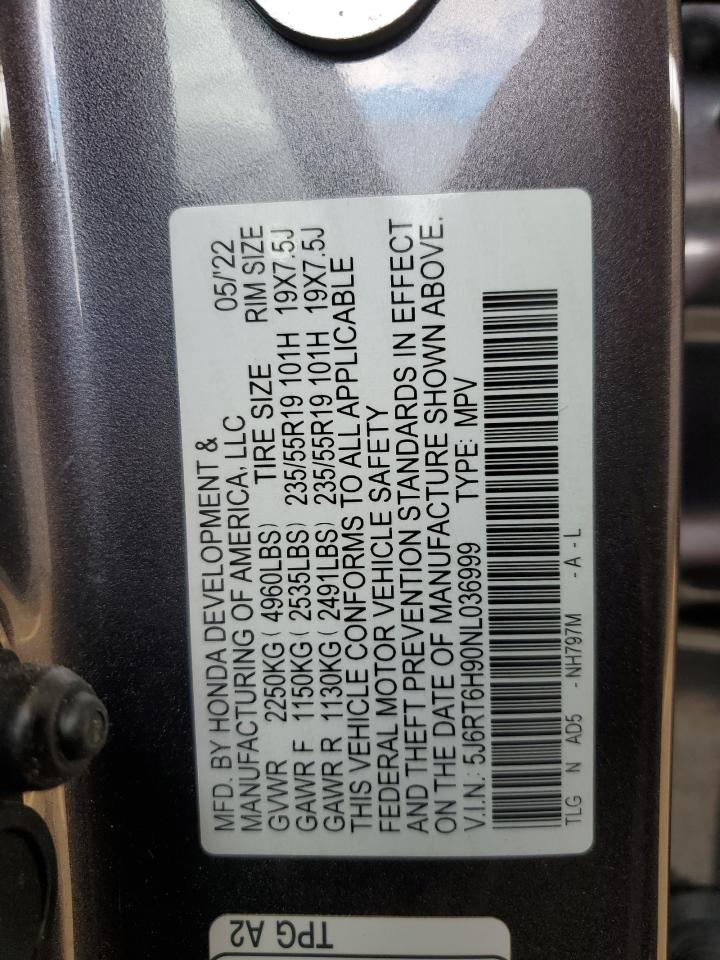 MFD. BY HONDA DEVELOPMENT &
MANUFACTURING OF AMERICA, LLC 05/'22
GVWR 2250KG ( 4960LBS) TIRE SIZE RIM SIZE
GAWR F 1150KG ( 2535LBS) 235/55R19 101H 19X7.5J
GAWR R 1130KG ( 2491LBS) 235/55R19 101H 19X7.5J
THIS VEHICLE CONFORMS TO ALL APPLICABLE
FEDERAL MOTOR VEHICLE SAFETY
AND THEFT PREVENTION STANDARDS IN EFFECT
ON THE DATE OF MANUFACTURE SHOWN ABOVE.
V.I.N.: 5J6RT6H90NL036999 TYPE: MPV
TLG N AD5 - NH797M - A - L
TPG A2